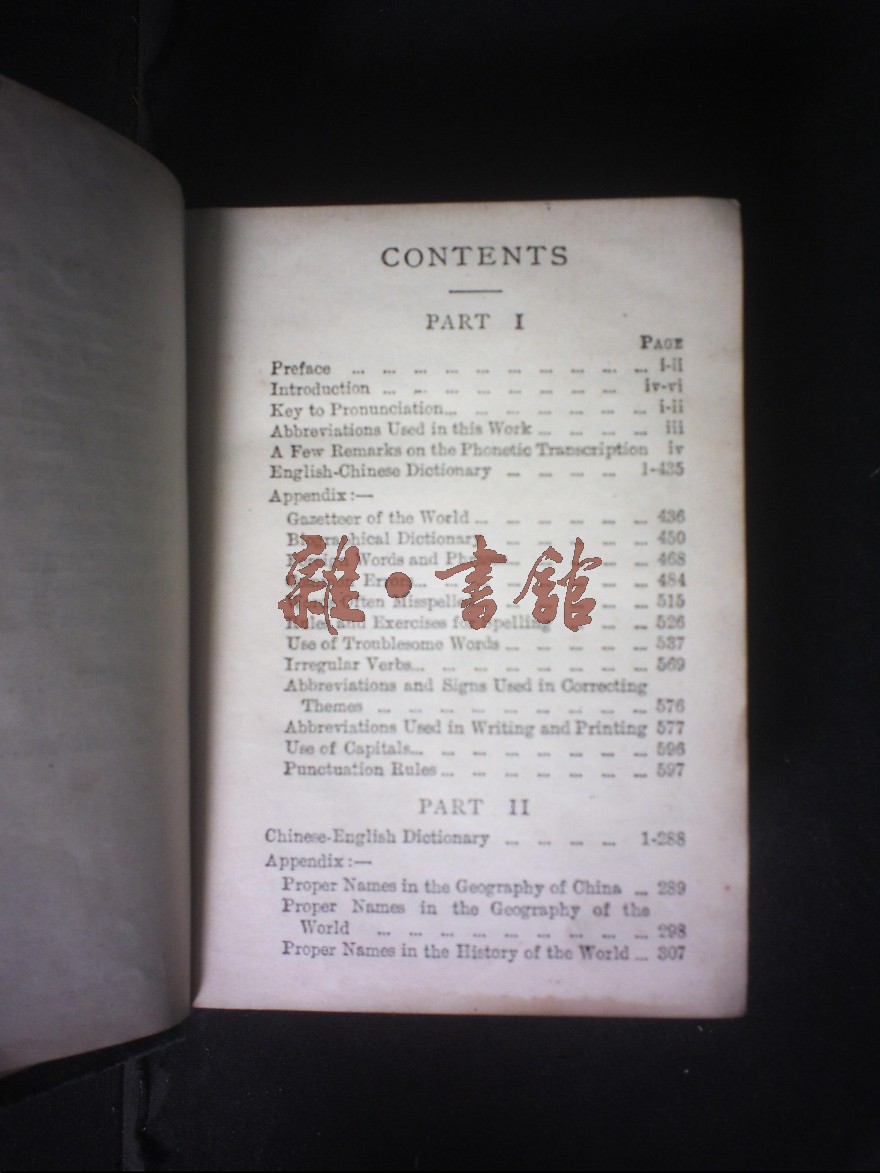 CONTENTS
PART I
PAGE
Preface ... ... ... ... ... ... ... ... ... ... i-ii
Introduction ... ... ... ... ... ... ... ... iv-vi
Key to Pronunciation... ... ... ... ... ... ... i-ii
Abbreviations Used in this Work ... ... ... ... iii
A Few Remarks on the Phonetic Transcription iv
English-Chinese Dictionary ... ... ... ... 1-435
Appendix:—
Gazetteer of the World ... ... ... ... ... ... 436
Biographical Dictionary ... ... ... ... ... 450
Words and ... ... ... ... 468
Errors... ... ... ... ... ... ... 484
Often Misspelled ... ... ... ... 515
Rules and Exercises for Spelling ... ... ... 526
Use of Troublesome Words ... ... ... ... ... 537
Irregular Verbs... ... ... ... ... ... ... ... 569
Abbreviations and Signs Used in Correcting
Themes ... ... ... ... ... ... ... ... ... 576
Abbreviations Used in Writing and Printing 577
Use of Capitals... ... ... ... ... ... ... ... 596
Punctuation Rules ... ... ... ... ... ... ... 597
PART II
Chinese-English Dictionary ... ... ... ... 1-288
Appendix:—
Proper Names in the Geography of China ... 289
Proper Names in the Geography of the
World ... ... ... ... ... ... ... ... ... 298
Proper Names in the History of the World ... 307
雜·書館